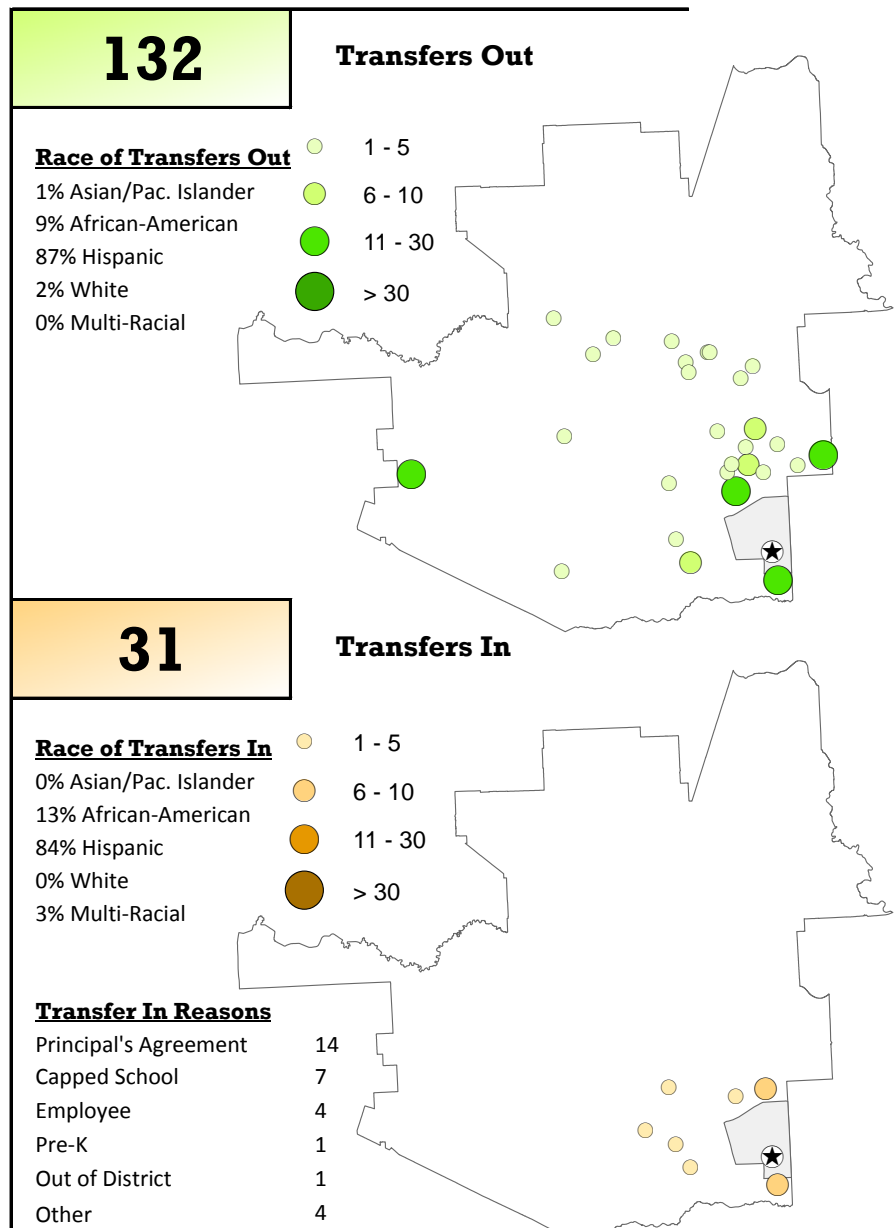 132
Transfers Out
Race of Transfers Out
1% Asian/Pac. Islander
9% African-American
87% Hispanic
2% White
0% Multi-Racial
1 - 5
6 - 10
11 - 30
> 30
31
Transfers In
Race of Transfers In
0% Asian/Pac. Islander
13% African-American
84% Hispanic
0% White
3% Multi-Racial
1 - 5
6 - 10
11 - 30
> 30
Transfer In Reasons
Principal's Agreement 14
Capped School 7
Employee 4
Pre-K 1
Out of District 1
Other 4